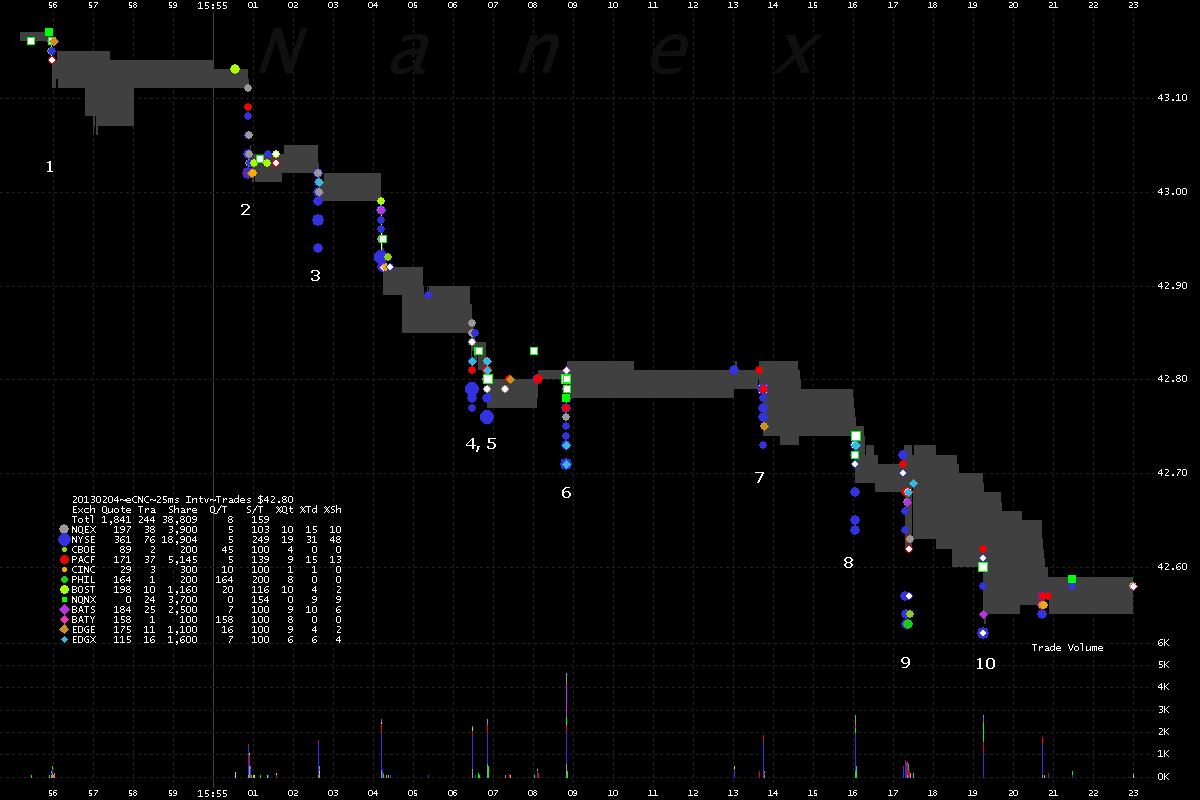 56 57 58 59 15:55 01 02 03 04 05 06 07 08 09 10 11 12 13 14 15 16 17 18 19 20 21 22 23
Nanex
43.10
1
43.00
2
3
42.90
42.80
4, 5
7
6
42.70
20130204~eCNC~25ms Intv~Trades $42.80
Exch Quote Tra Share Q/T S/T %Qt %Td %Sh
Totl 1,841 244 38,809 8 159
NQEX 197 38 3,900 5 103 10 15 10
NYSE 361 76 18,904 5 249 19 31 48
CBOE 89 2 200 45 100 4 0 0
PACF 171 37 5,145 5 139 9 15 13
CINC 29 3 300 10 100 1 1 0
PHIL 164 1 200 164 200 8 0 0
BOST 198 10 1,160 20 116 10 4 2
NQNX 0 24 3,700 0 154 0 9 9
BATS 184 25 2,500 7 100 9 10 6
BATY 158 1 100 158 100 8 0 0
EDGE 175 11 1,100 16 100 9 4 2
EDGX 115 16 1,600 7 100 6 6 4
8
42.60
9
10
Trade Volume
6K
5K
4K
3K
2K
1K
0K
56 57 58 59 15:55 01 02 03 04 05 06 07 08 09 10 11 12 13 14 15 16 17 18 19 20 21 22 23